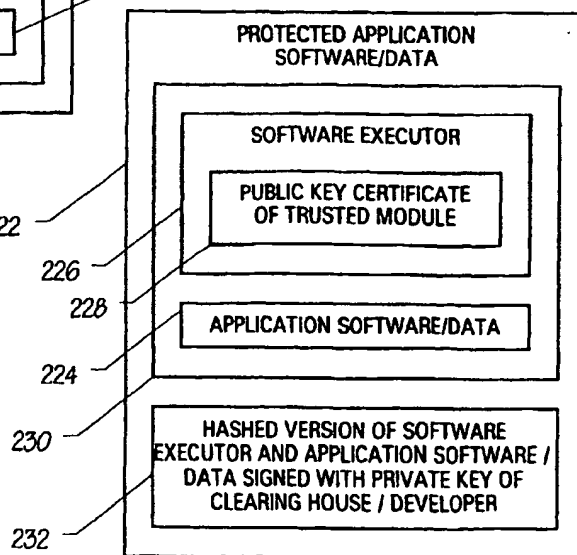 PROTECTED APPLICATION
SOFTWARE/DATA
SOFTWARE EXECUTOR
PUBLIC KEY CERTIFICATE
OF TRUSTED MODULE
22
226
228
APPLICATION SOFTWARE/DATA
224
230
HASHED VERSION OF SOFTWARE
EXECUTOR AND APPLICATION SOFTWARE /
DATA SIGNED WITH PRIVATE KEY OF
CLEARING HOUSE / DEVELOPER
232